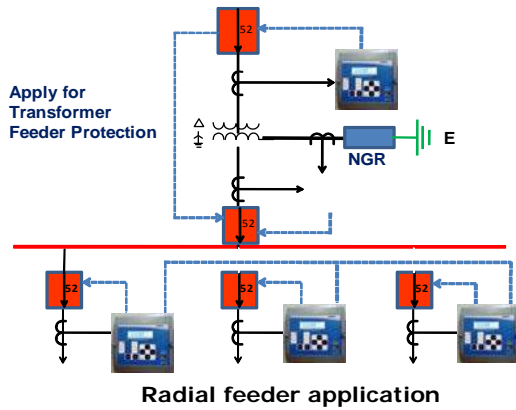 52
Apply for
Transformer
Feeder Protection
NGR
E
52
52
52
52
Radial feeder application